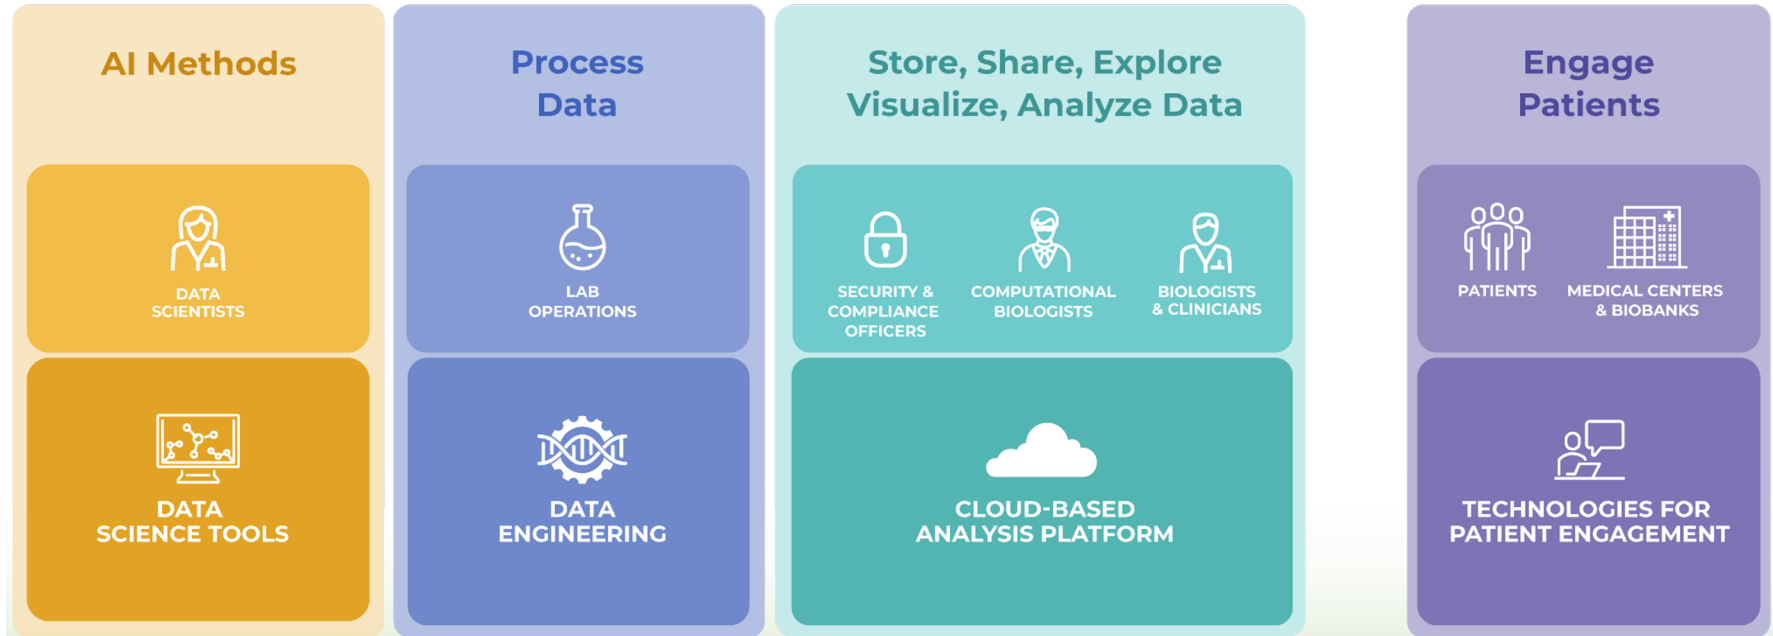 AI Methods
DATA
SCIENTISTS
DATA
SCIENCE TOOLS
Process
Data
LAB
OPERATIONS
DATA
ENGINEERING
Store, Share, Explore
Visualize, Analyze Data
SECURITY &
COMPLIANCE
OFFICERS
COMPUTATIONAL
BIOLOGISTS
BIOLOGISTS
& CLINICIANS
CLOUD-BASED
ANALYSIS PLATFORM
Engage
Patients
PATIENTS
MEDICAL CENTERS
& BIOBANKS
TECHNOLOGIES FOR
PATIENT ENGAGEMENT